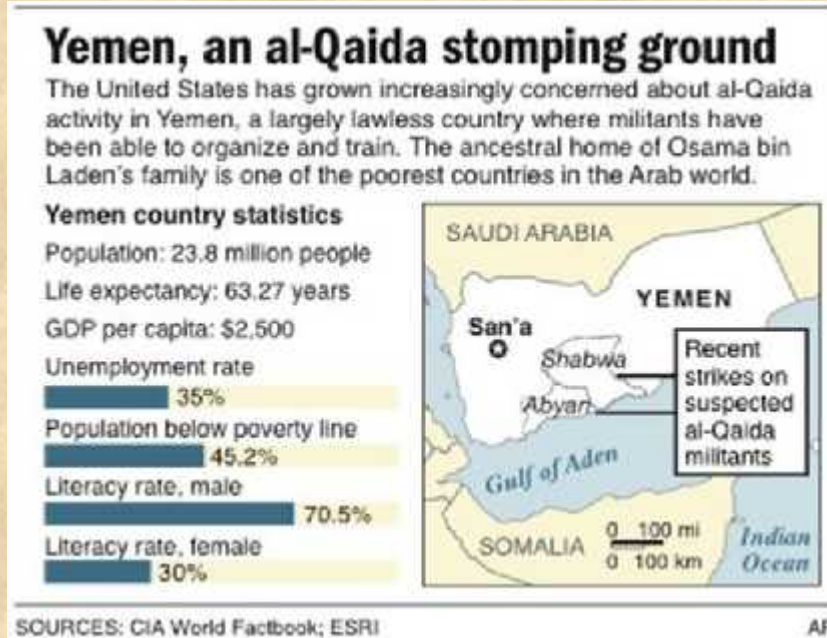 Yemen, an al-Qaida stomping ground
The United States has grown increasingly concerned about al-Qaida
activity in Yemen, a largely lawless country where militants have
been able to organize and train. The ancestral home of Osama bin
Laden's family is one of the poorest countries in the Arab world.
Yemen country statistics
Population: 23.8 million people
Life expectancy: 63.27 years
GDP per capita: $2,500
Unemployment rate
35%
Population below poverty line
45.2%
Literacy rate, male
70.5%
Literacy rate, female
30%
SAUDI ARABIA
YEMEN
San'a
Shabwa
Abyan
Recent
strikes on
suspected
al-Qaida
militants
Gulf of Aden
SOMALIA
0 100 mi
0 100 km
Indian
Ocean
SOURCES: CIA World Factbook; ESRI
AP